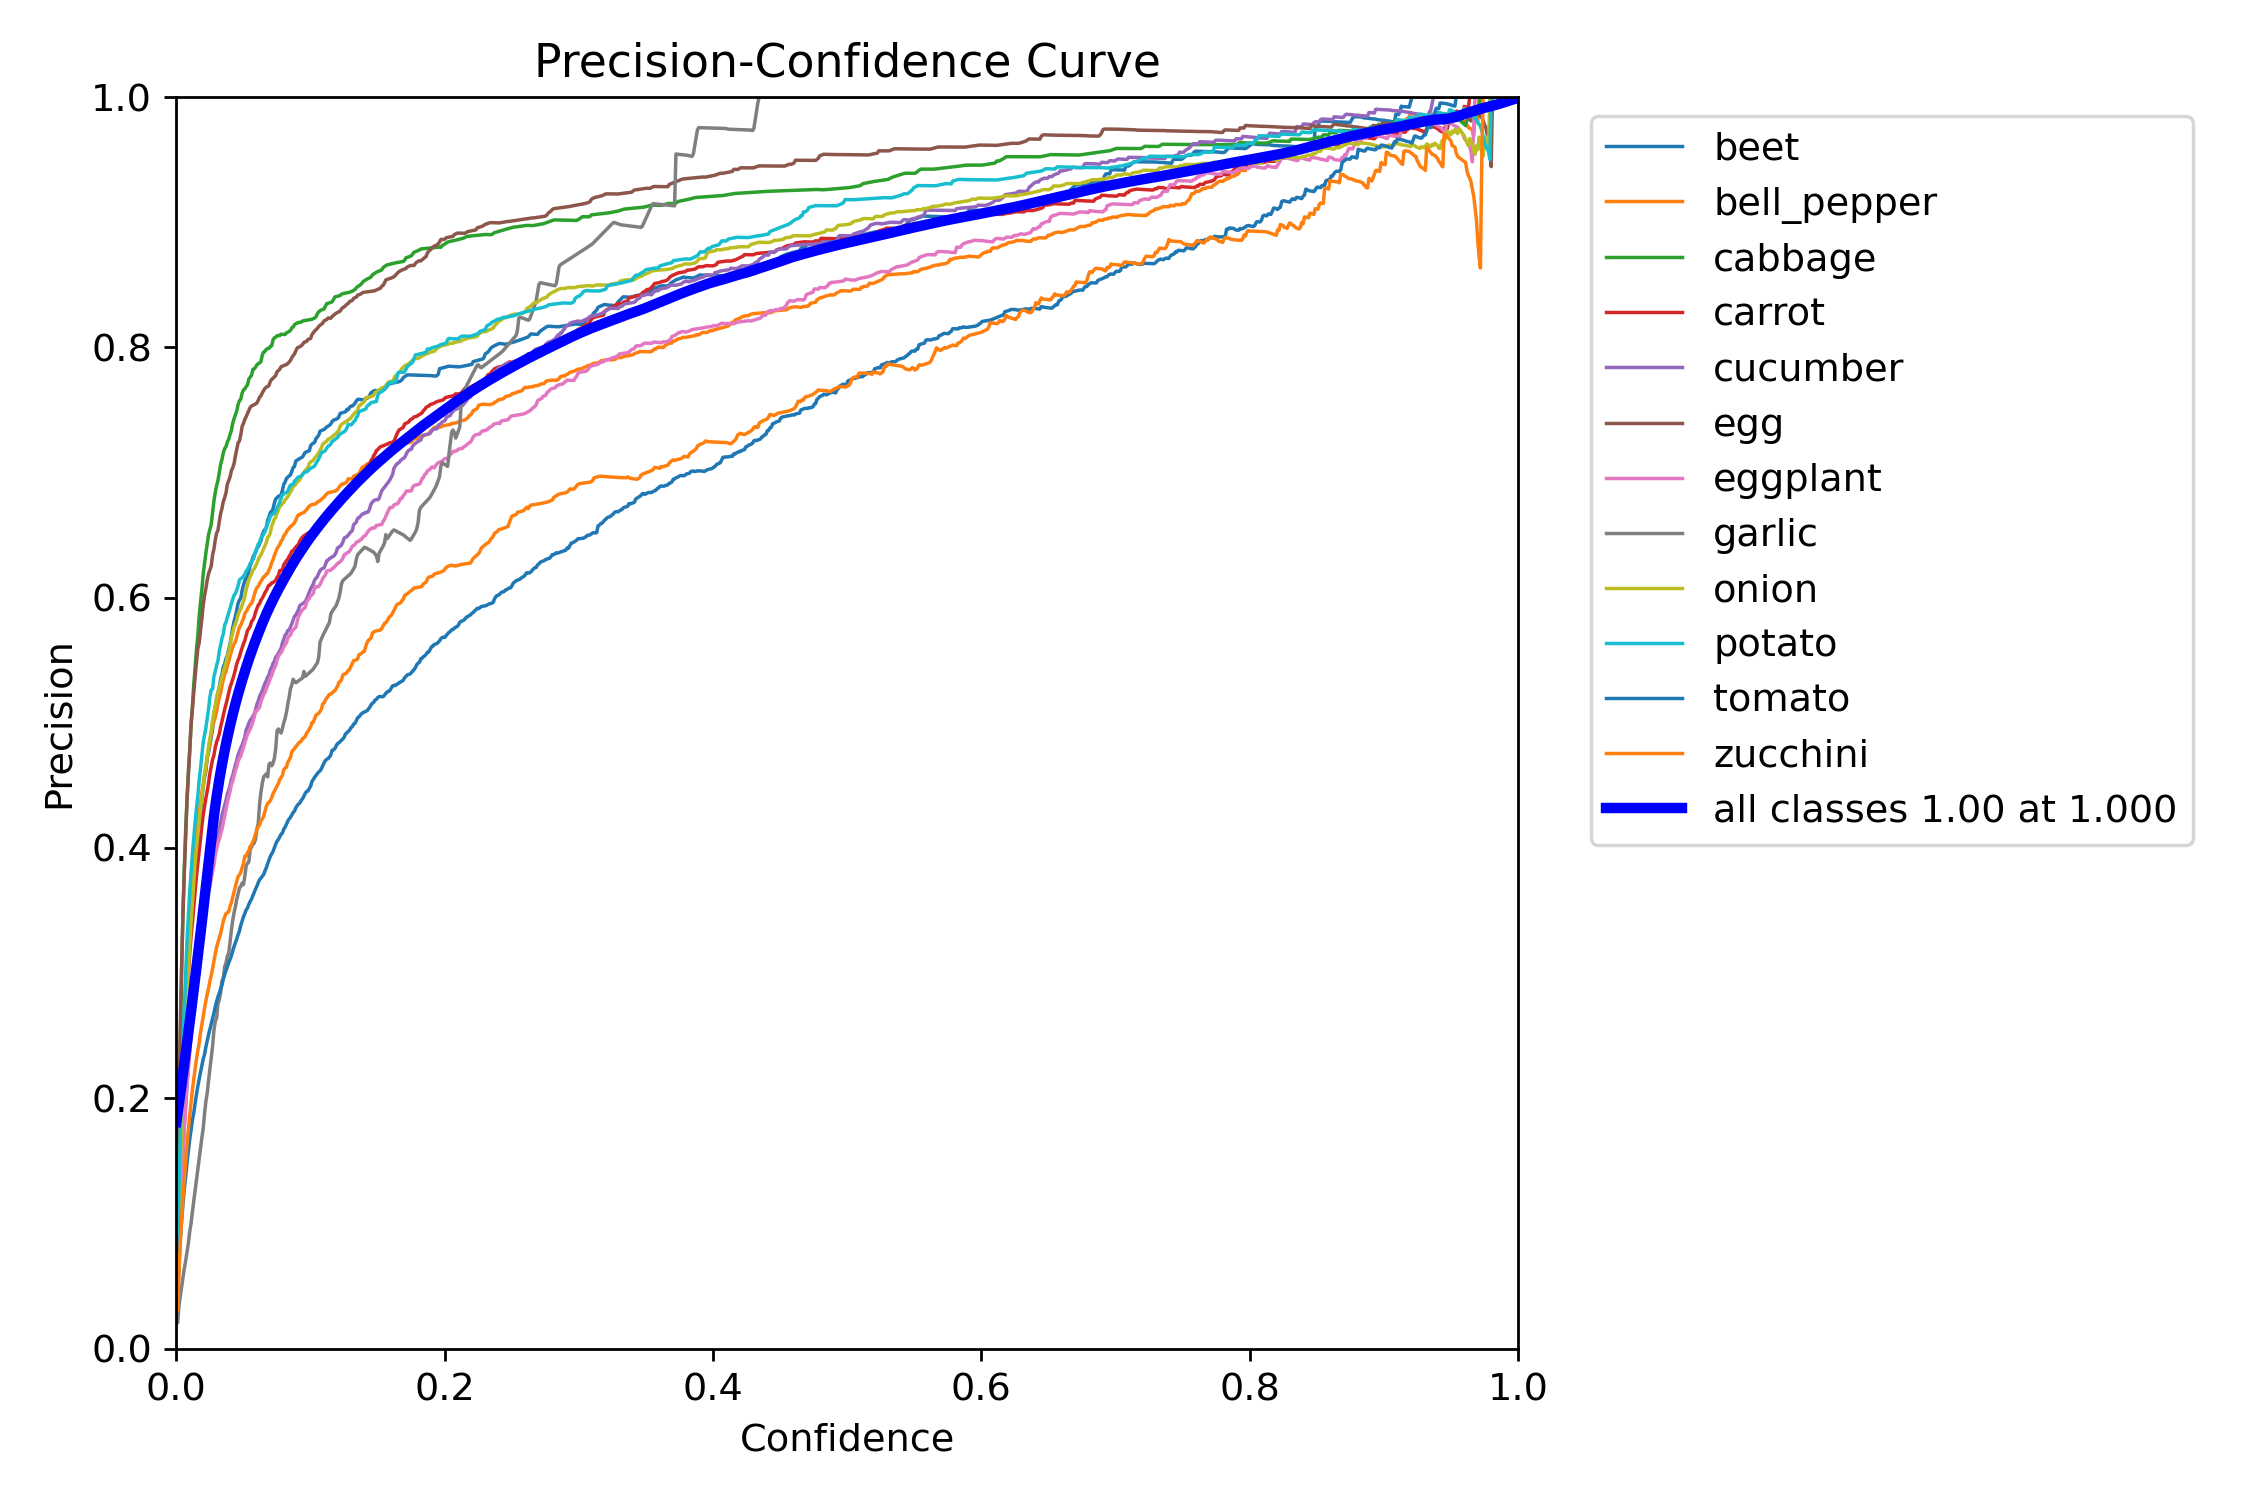 Precision-Confidence Curve
1.0
0.8
0.6
0.4
0.2
0.0
Precision
0.0 0.2 0.4 0.6 0.8 1.0
Confidence
beet
bell_pepper
cabbage
carrot
cucumber
egg
eggplant
garlic
onion
potato
tomato
zucchini
all classes 1.00 at 1.000